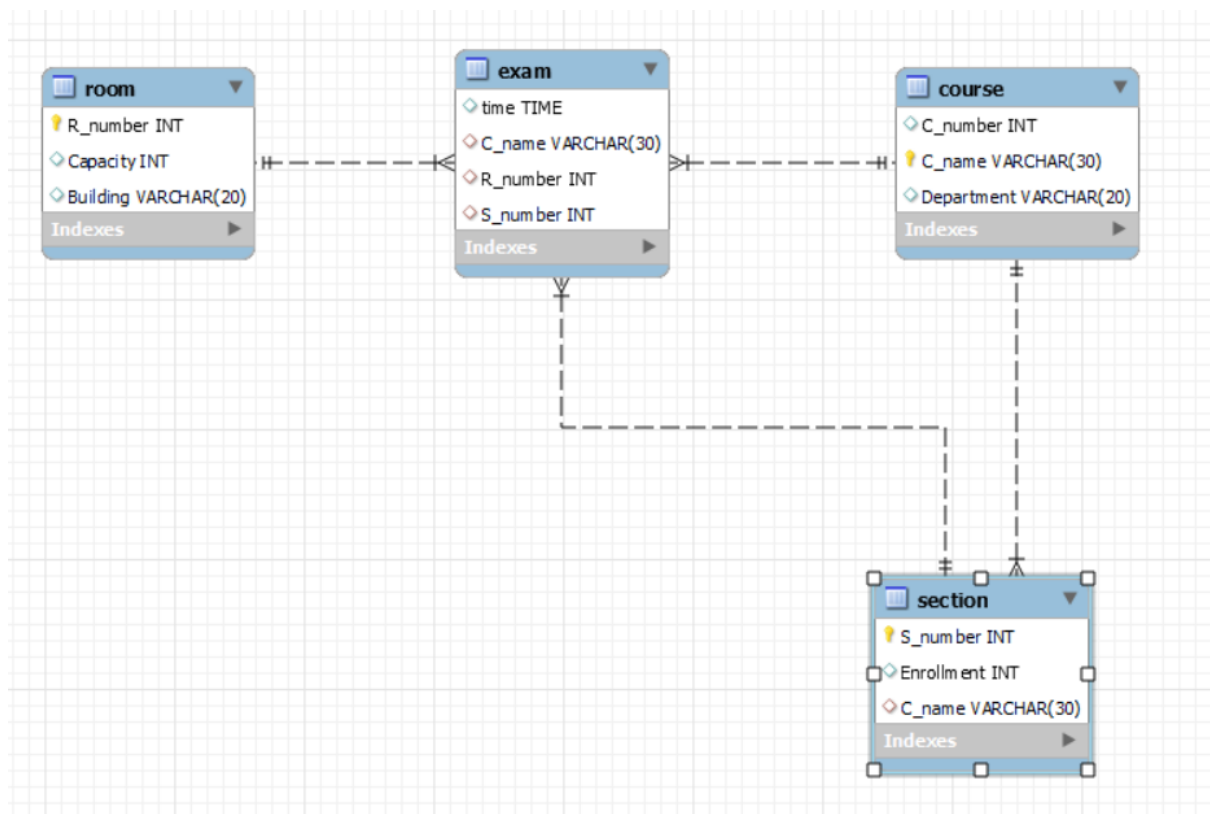 room
R_number INT
Capacity INT
Building VARCHAR(20)
Indexes
exam
time TIME
C_name VARCHAR(30)
R_number INT
S_number INT
Indexes
course
C_number INT
C_name VARCHAR(30)
Department VARCHAR(20)
Indexes
section
S_number INT
Enrollment INT
C_name VARCHAR(30)
Indexes